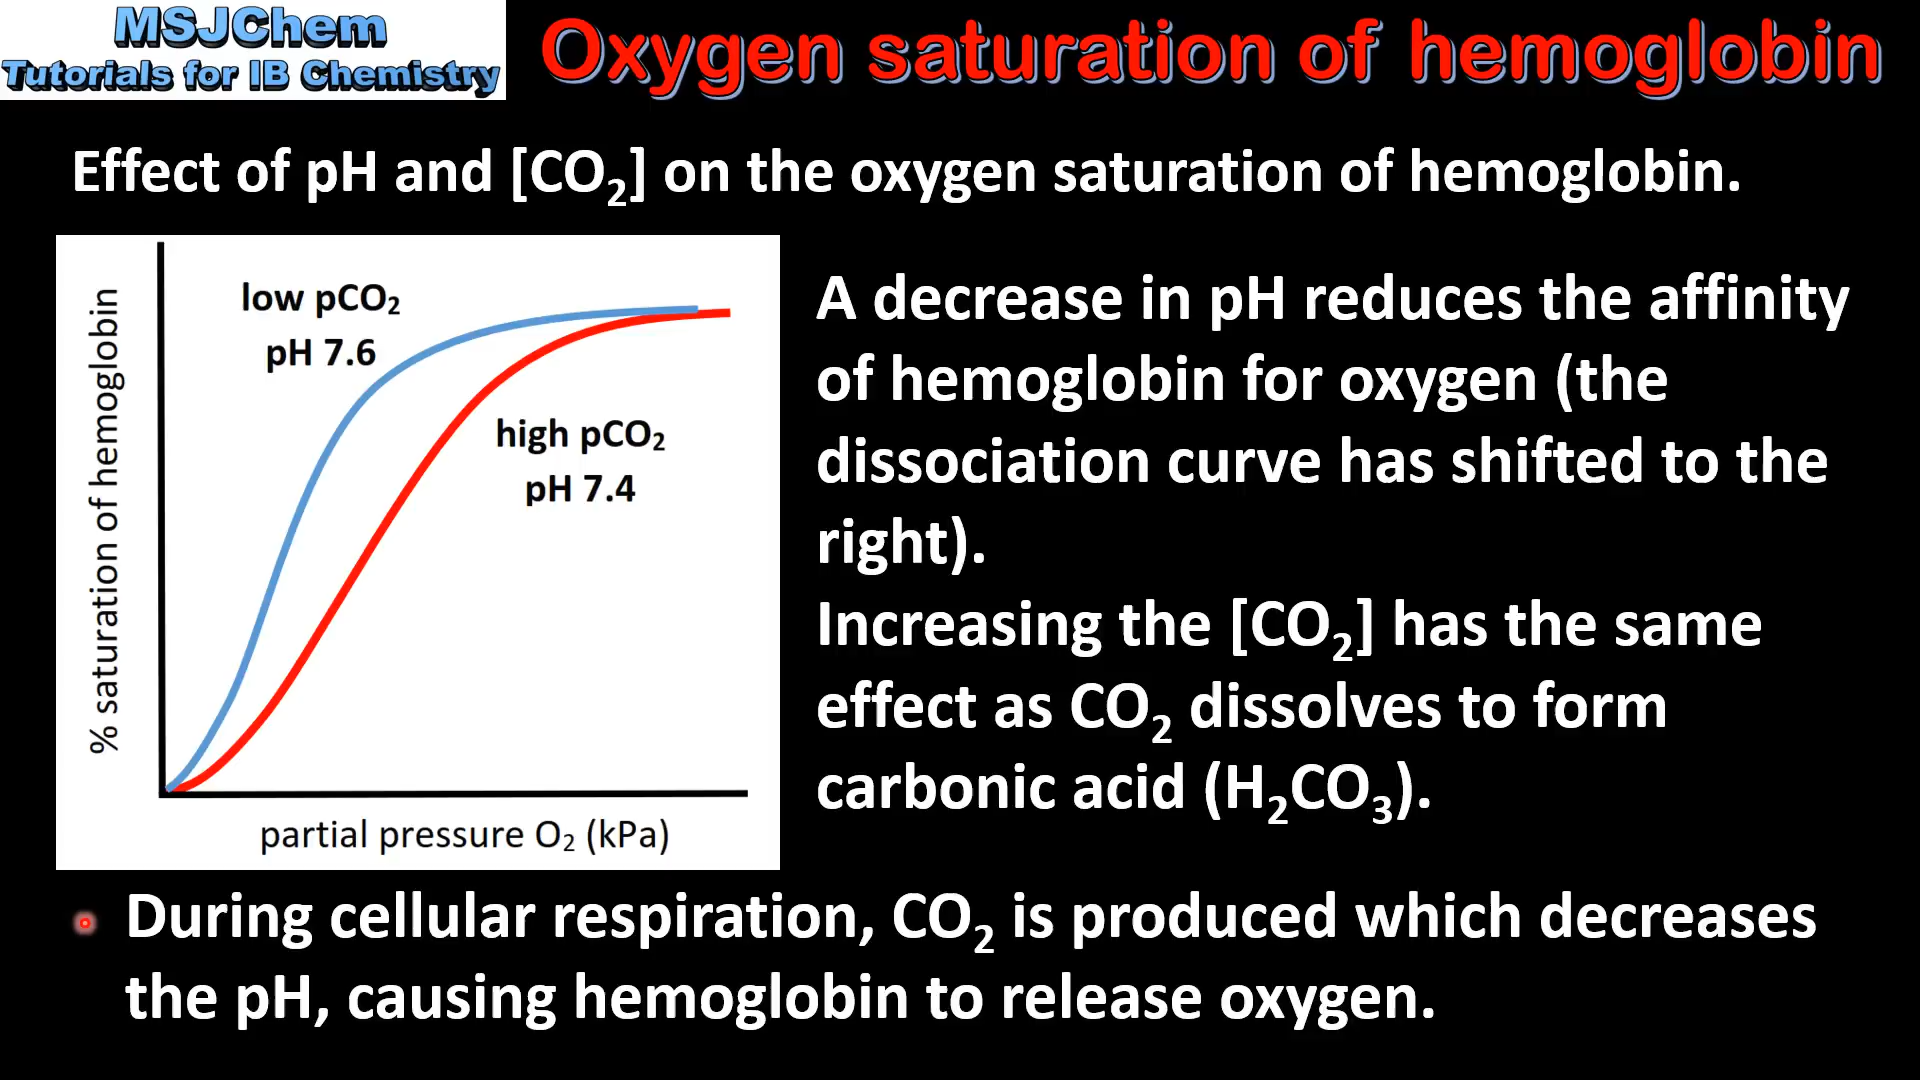 MSJChem
Tutorials for IB Chemistry
Oxygen saturation of hemoglobin
Effect of pH and [CO₂] on the oxygen saturation of hemoglobin.
% saturation of hemoglobin
low pCO₂
pH 7.6
high pCO₂
pH 7.4
partial pressure O₂ (kPa)
A decrease in pH reduces the affinity
of hemoglobin for oxygen (the
dissociation curve has shifted to the
right).
Increasing the [CO₂] has the same
effect as CO₂ dissolves to form
carbonic acid (H₂CO₃).
During cellular respiration, CO₂ is produced which decreases
the pH, causing hemoglobin to release oxygen.